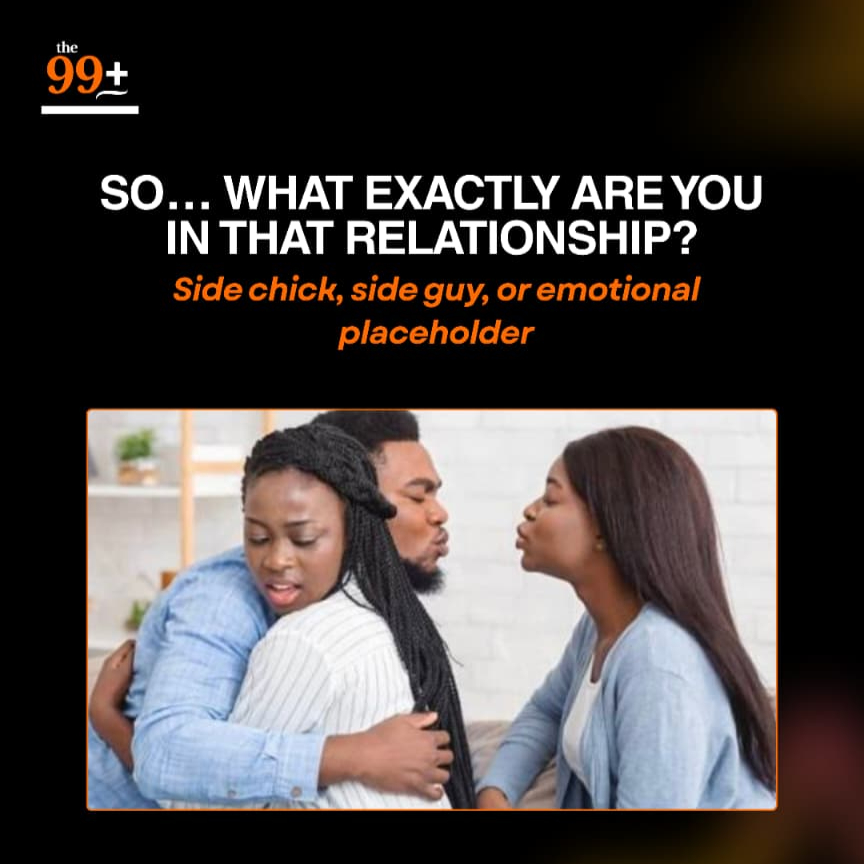 the
99+
SO... WHAT EXACTLY ARE YOU
IN THAT RELATIONSHIP?
Side chick, side guy, or emotional
placeholder